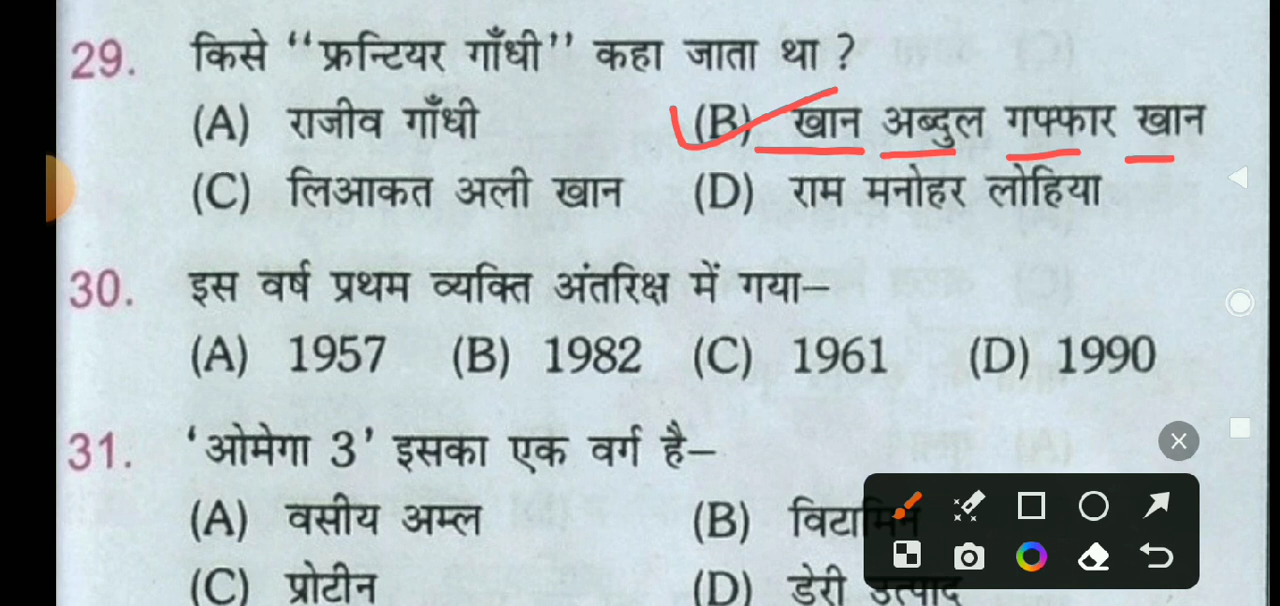 29. किसे “फ्रन्टियर गाँधी” कहा जाता था ?
(A) राजीव गाँधी (B) खान अब्दुल गफ्फार खान
(C) लिआकत अली खान (D) राम मनोहर लोहिया
30. इस वर्ष प्रथम व्यक्ति अंतरिक्ष में गया–
(A) 1957 (B) 1982 (C) 1961 (D) 1990
31. ‘ओमेगा 3’ इसका एक वर्ग है–
(A) वसीय अम्ल (B) विटामिन
(C) प्रोटीन (D) डेरी उत्पाद